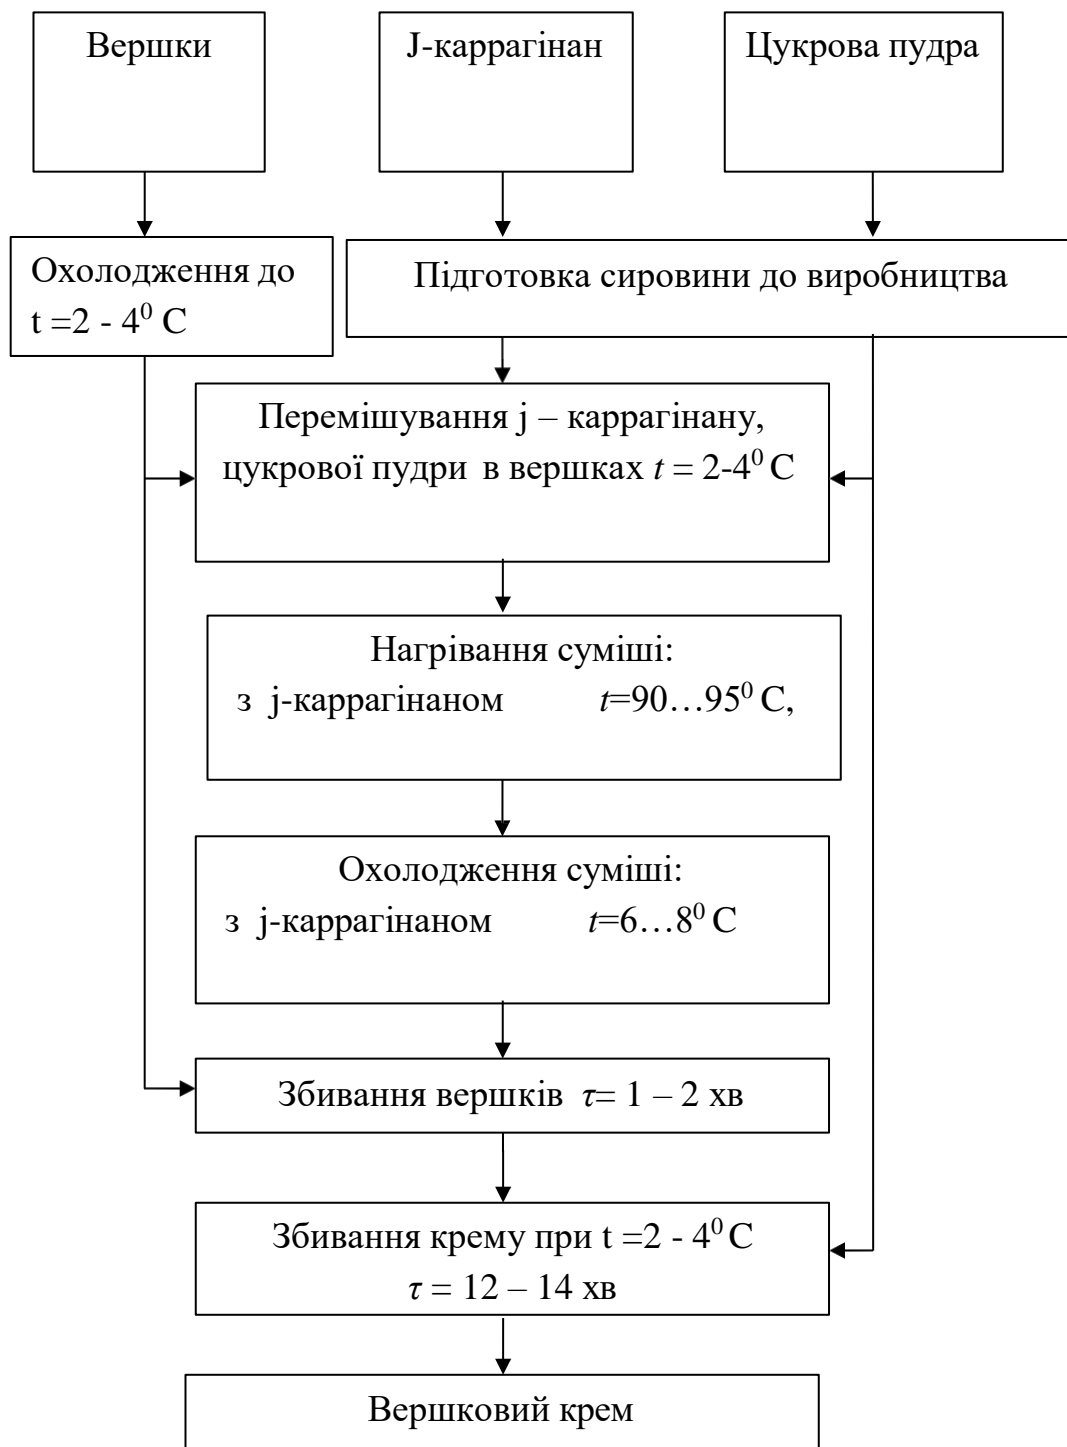 Вершки
J-каррагінан
Цукрова пудра
Охолодження до
t =2 - 4⁰ С
Підготовка сировини до виробництва
Перемішування j – каррагінану,
цукрової пудри в вершках t = 2-4⁰ С
Нагрівання суміші:
з j-каррагінаном t=90…95⁰ С,
Охолодження суміші:
з j-каррагінаном t=6…8⁰ С
Збивання вершків τ= 1 – 2 хв
Збивання крему при t =2 - 4⁰ С
τ = 12 – 14 хв
Вершковий крем